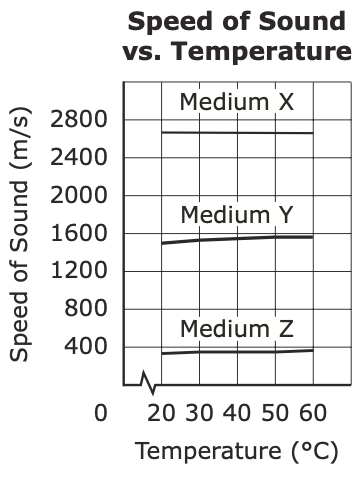 Speed of Sound
vs. Temperature
Speed of Sound (m/s)
2800
2400
2000
1600
1200
800
400
Medium X
Medium Y
Medium Z
0 20 30 40 50 60
Temperature (°C)